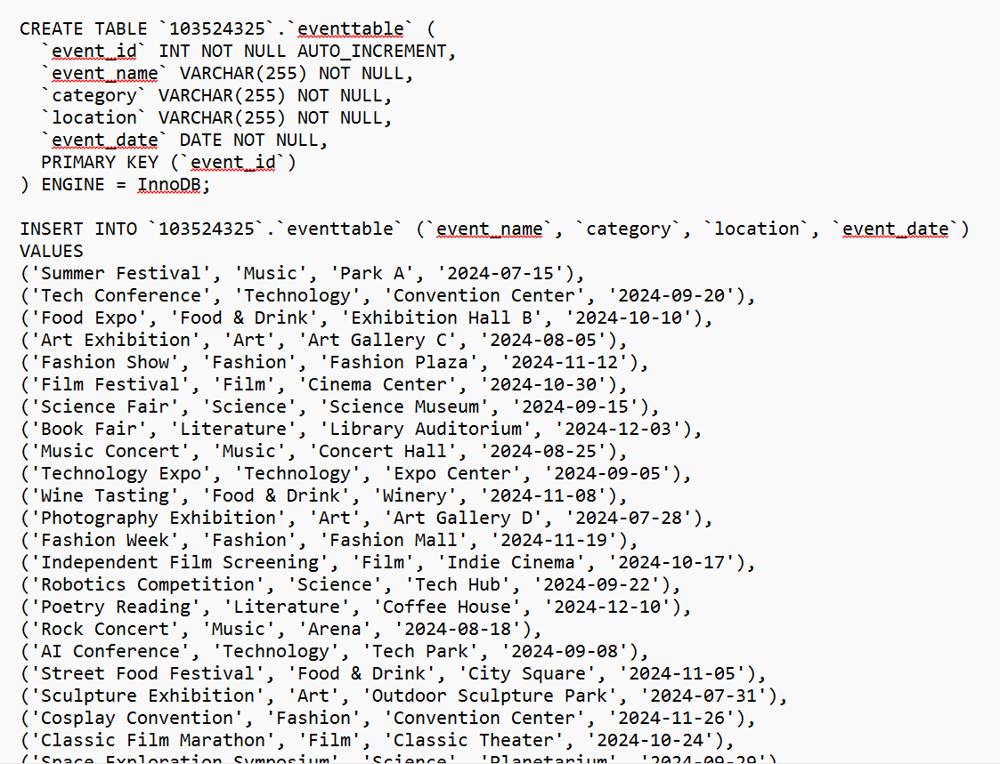 CREATE TABLE `103524325`.`eventtable` (
  `event_id` INT NOT NULL AUTO_INCREMENT,
  `event_name` VARCHAR(255) NOT NULL,
  `category` VARCHAR(255) NOT NULL,
  `location` VARCHAR(255) NOT NULL,
  `event_date` DATE NOT NULL,
  PRIMARY KEY (`event_id`)
) ENGINE = InnoDB;

INSERT INTO `103524325`.`eventtable` (`event_name`, `category`, `location`, `event_date`)
VALUES
('Summer Festival', 'Music', 'Park A', '2024-07-15'),
('Tech Conference', 'Technology', 'Convention Center', '2024-09-20'),
('Food Expo', 'Food & Drink', 'Exhibition Hall B', '2024-10-10'),
('Art Exhibition', 'Art', 'Art Gallery C', '2024-08-05'),
('Fashion Show', 'Fashion', 'Fashion Plaza', '2024-11-12'),
('Film Festival', 'Film', 'Cinema Center', '2024-10-30'),
('Science Fair', 'Science', 'Science Museum', '2024-09-15'),
('Book Fair', 'Literature', 'Library Auditorium', '2024-12-03'),
('Music Concert', 'Music', 'Concert Hall', '2024-08-25'),
('Technology Expo', 'Technology', 'Expo Center', '2024-09-05'),
('Wine Tasting', 'Food & Drink', 'Winery', '2024-11-08'),
('Photography Exhibition', 'Art', 'Art Gallery D', '2024-07-28'),
('Fashion Week', 'Fashion', 'Fashion Mall', '2024-11-19'),
('Independent Film Screening', 'Film', 'Indie Cinema', '2024-10-17'),
('Robotics Competition', 'Science', 'Tech Hub', '2024-09-22'),
('Poetry Reading', 'Literature', 'Coffee House', '2024-12-10'),
('Rock Concert', 'Music', 'Arena', '2024-08-18'),
('AI Conference', 'Technology', 'Tech Park', '2024-09-08'),
('Street Food Festival', 'Food & Drink', 'City Square', '2024-11-05'),
('Sculpture Exhibition', 'Art', 'Outdoor Sculpture Park', '2024-07-31'),
('Cosplay Convention', 'Fashion', 'Convention Center', '2024-11-26'),
('Classic Film Marathon', 'Film', 'Classic Theater', '2024-10-24'),
('Space Exploration Symposium', 'Science', 'Planetarium', '2024-09-29')